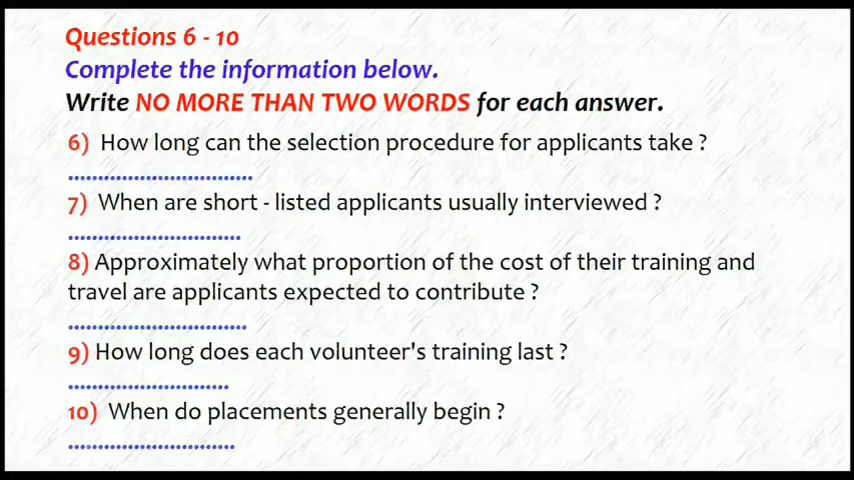 Questions 6 - 10
Complete the information below.
Write NO MORE THAN TWO WORDS for each answer.
6) How long can the selection procedure for applicants take ?
................................
7) When are short - listed applicants usually interviewed ?
..............................
8) Approximately what proportion of the cost of their training and
travel are applicants expected to contribute ?
...............................
9) How long does each volunteer's training last ?
............................
10) When do placements generally begin ?
.............................